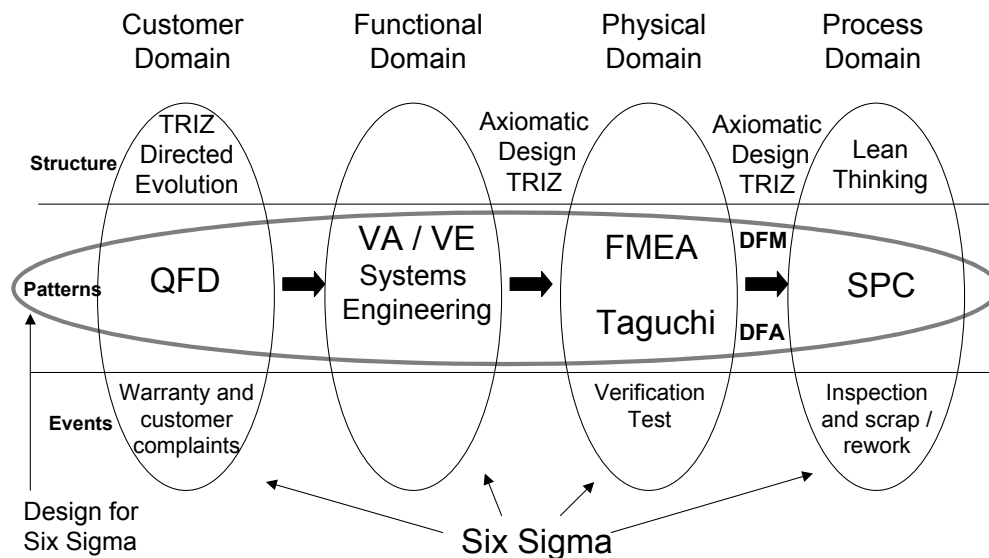 Customer
Domain
Functional
Domain
Physical
Domain
Process
Domain
Structure
TRIZ
Directed
Evolution
Axiomatic
Design
TRIZ
Axiomatic
Design
TRIZ
Lean
Thinking
Patterns
QFD
VA / VE
Systems
Engineering
FMEA
Taguchi
DFM
DFA
SPC
Events
Warranty and
customer
complaints
Verification
Test
Inspection
and scrap /
rework
Design for
Six Sigma
Six Sigma